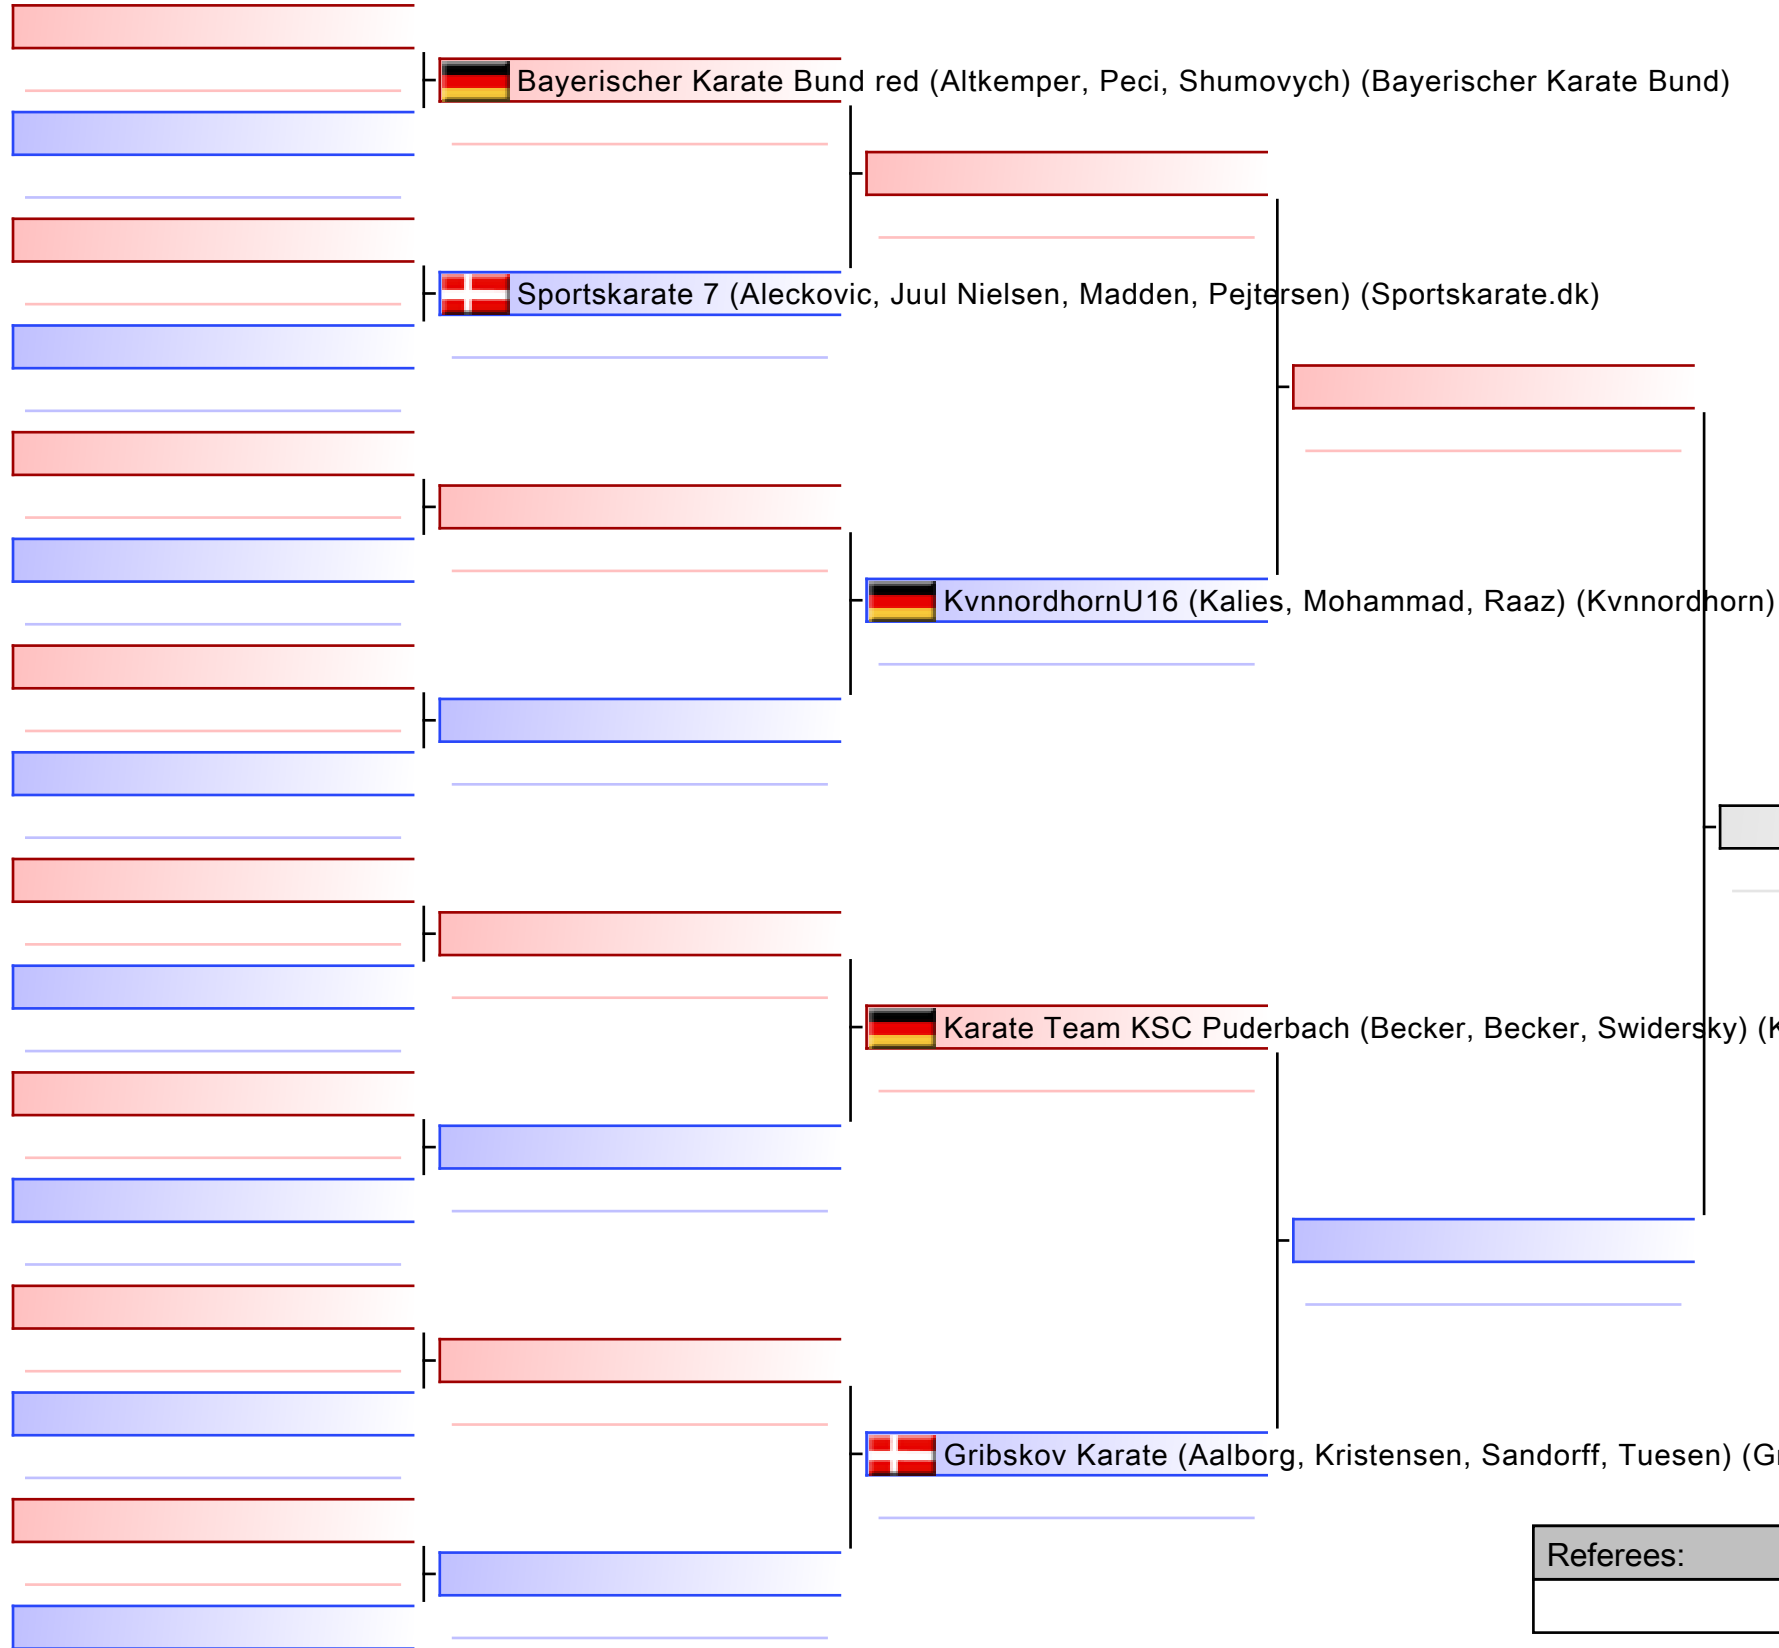 Bayerischer Karate Bund red (Altkemper, Peci, Shumovych) (Bayerischer Karate Bund)
Sportskarate 7 (Aleckovic, Juul Nielsen, Madden, Pejtersen) (Sportskarate.dk)
KvnnordhornU16 (Kalies, Mohammad, Raaz) (Kvnnordhorn)
Karate Team KSC Puderbach (Becker, Becker, Swidersky) (K
Gribskov Karate (Aalborg, Kristensen, Sandorff, Tuesen) (Gr
Referees: